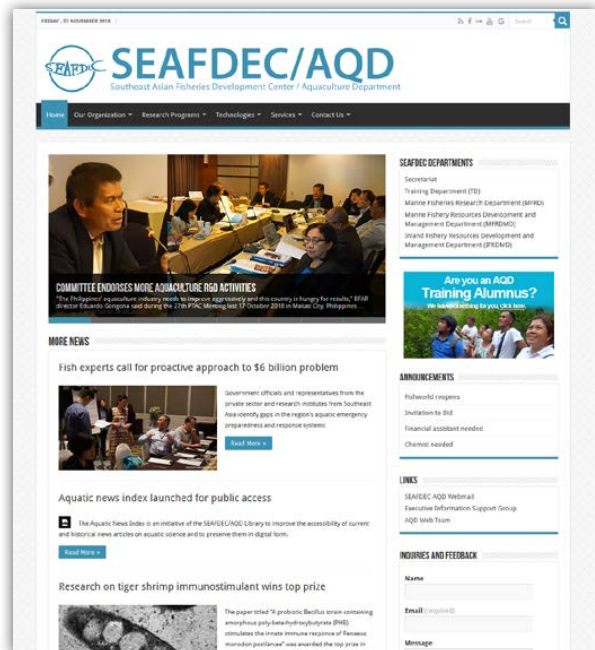 SEAFDEC
SEAFDEC/AQD
Southeast Asian Fisheries Development Center / Aquaculture Department
Home
Our Organization
Research Programs
Technologies
Services
Contact Us
COMMITTEE ENDORSES MORE AQUACULTURE R&D ACTIVITIES
"The Philippines' aquaculture industry needs to improve aggressively and this country is hungry for results," BFAR
director Eduardo Gongona said during the 27th PTAC Meeting last 17 October 2018 in Makati City, Philippines ...
MORE NEWS
Fish experts call for proactive approach to $6 billion problem
Government officials and representatives from the
private sector and research institutes from Southeast
Asia identify gaps in the region's aquatic emergency
preparedness and response systems
Read More »
Aquatic news index launched for public access
The Aquatic News Index is an initiative of the SEAFDEC/AQD Library to improve the accessibility of current
and historical news articles on aquatic science and to preserve them in digital form.
Read More »
Research on tiger shrimp immunostimulant wins top prize
The paper titled "A probiotic Bacillus strain containing
amorphous poly-beta-hydroxybutyrate (PHB)
stimulates the innate immune response of Penaeus
monodon postlarvae" was awarded the top prize in
Search
SEAFDEC DEPARTMENTS
Secretariat
Training Department (TD)
Marine Fisheries Research Department (MFRD)
Marine Fishery Resources Development and
Management Department (MFRDMD)
Inland Fishery Resources Development and
Management Department (IFRDMD)
Are you an AQD
Training Alumnus?
We have something for you, click here
ANNOUNCEMENTS
Fishworld reopens
Invitation to Bid
Financial assistant needed
Chemist needed
LINKS
SEAFDEC AQD Webmail
Executive Information Support Group
AQD Web Team
INQUIRIES AND FEEDBACK
Name
Email (required)
Message